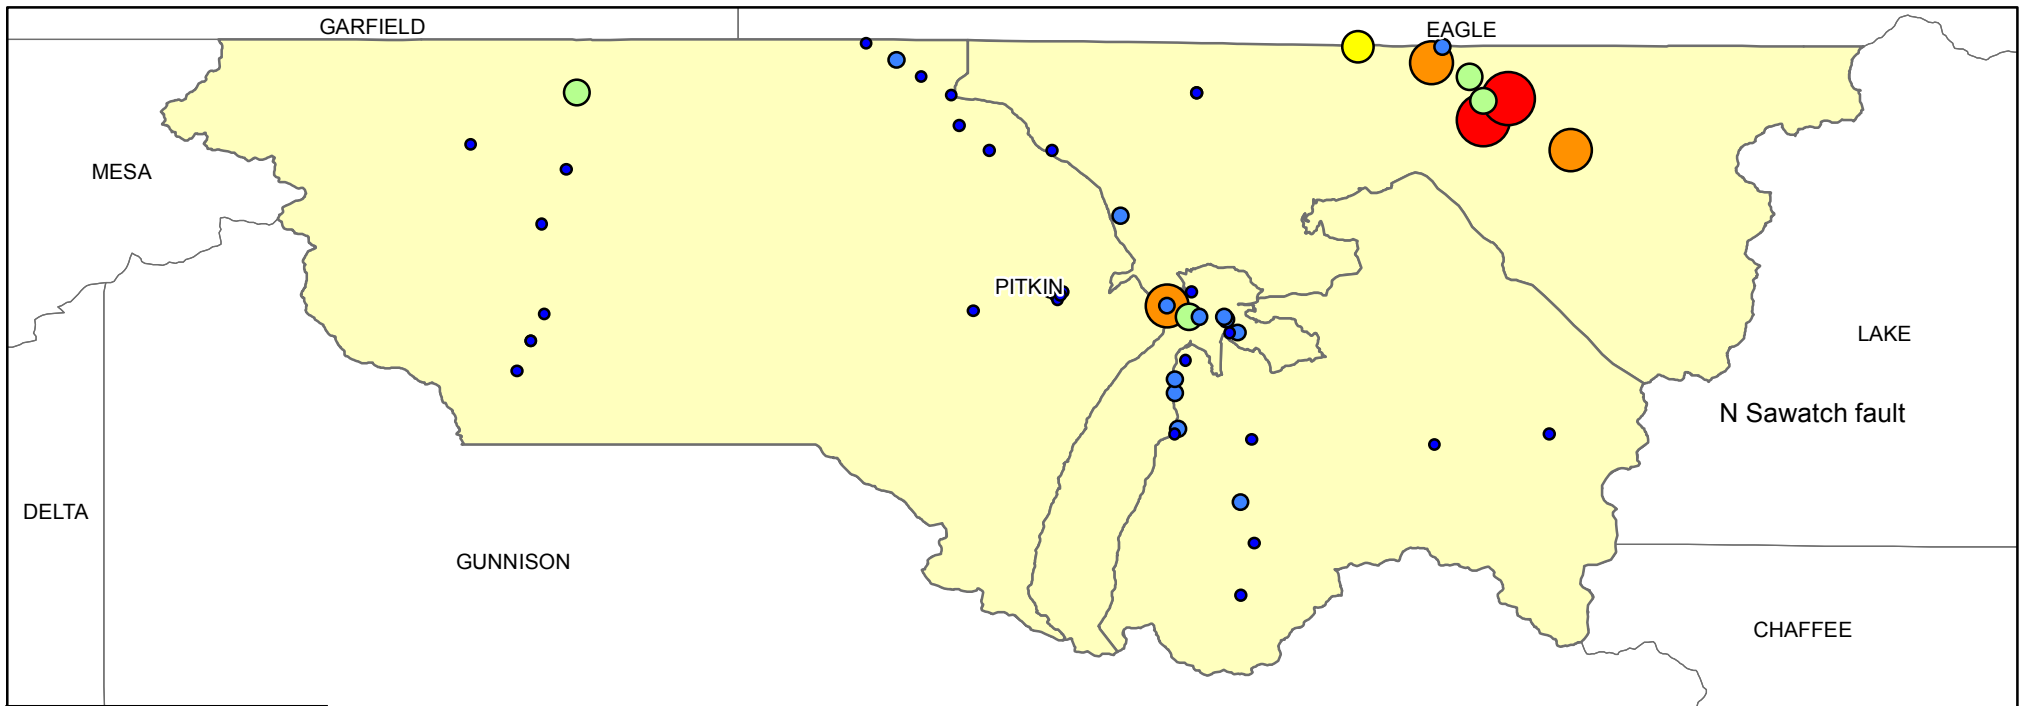 GARFIELD
EAGLE
MESA
PITKIN
LAKE
N Sawatch fault
DELTA
GUNNISON
CHAFFEE